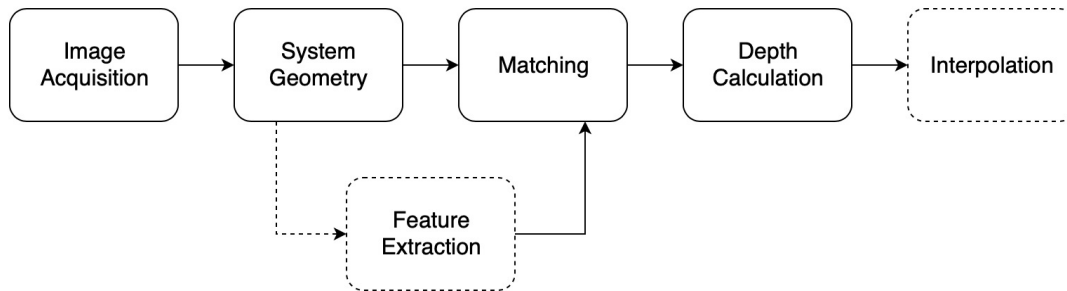 Image
Acquisition
System
Geometry
Matching
Depth
Calculation
Interpolation
Feature
Extraction